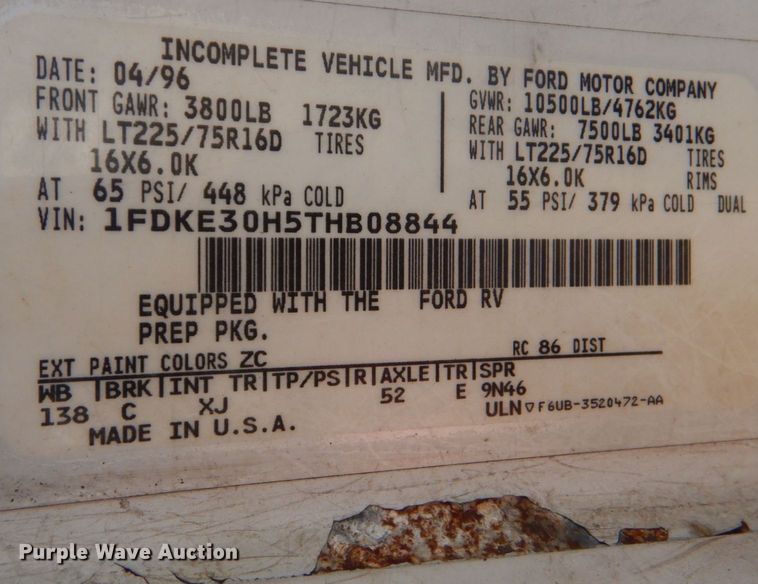 INCOMPLETE VEHICLE MFD. BY FORD MOTOR COMPANY
DATE: 04/96
GVWR: 10500LB/4762KG
FRONT GAWR: 3800LB 1723KG
REAR GAWR: 7500LB 3401KG
WITH LT225/75R16D TIRES
WITH LT225/75R16D TIRES
16X6.0K
16X6.0K RIMS
AT 65 PSI/ 448 kPa COLD
AT 55 PSI/ 379 kPa COLD DUAL
VIN: 1FDKE30H5THB08844
EQUIPPED WITH THE FORD RV
PREP PKG.
RC 86 DIST
EXT PAINT COLORS ZC
WB |BRK|INT TR|TP/PS|R|AXLE|TR|SPR
138 C XJ 52 E 9N46
ULN ▽F6UB-3520472-AA
MADE IN U.S.A.
Purple Wave Auction